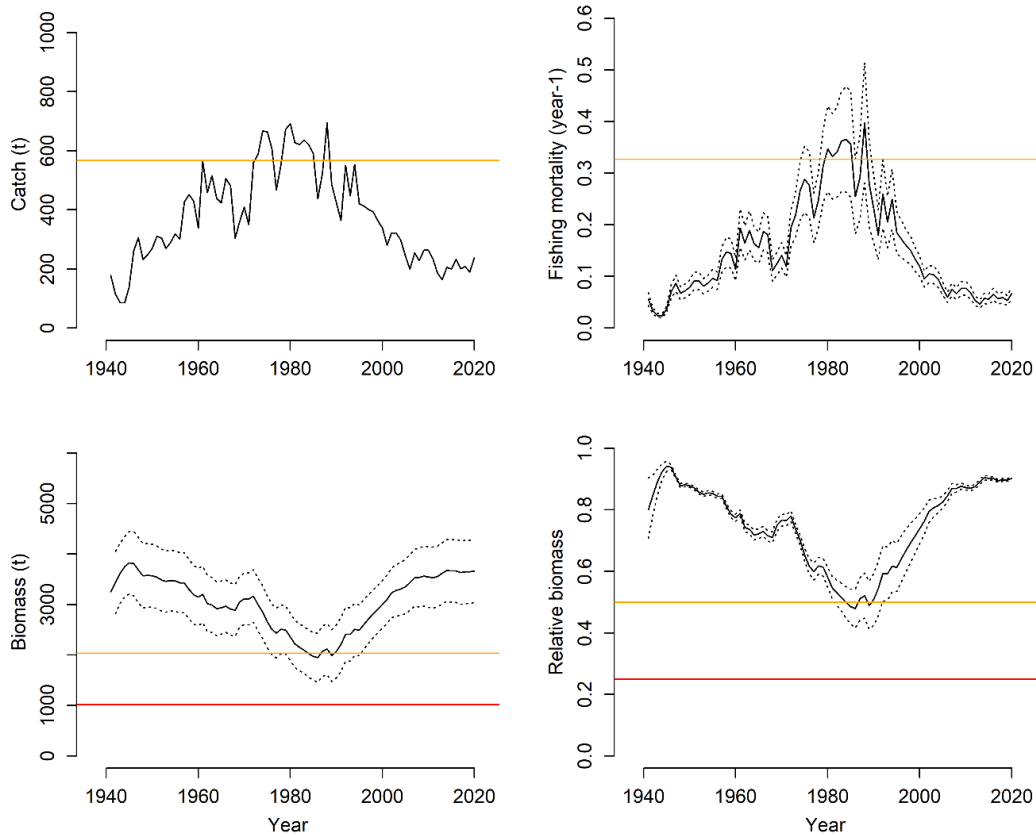 Catch (t)
1000
800
600
400
200
0
1940 1960 1980 2000 2020
Fishing mortality (year-1)
0.6
0.5
0.4
0.3
0.2
0.1
0.0
1940 1960 1980 2000 2020
Biomass (t)
5000
3000
1000
0
1940 1960 1980 2000 2020
Year
Relative biomass
1.0
0.8
0.6
0.4
0.2
0.0
1940 1960 1980 2000 2020
Year